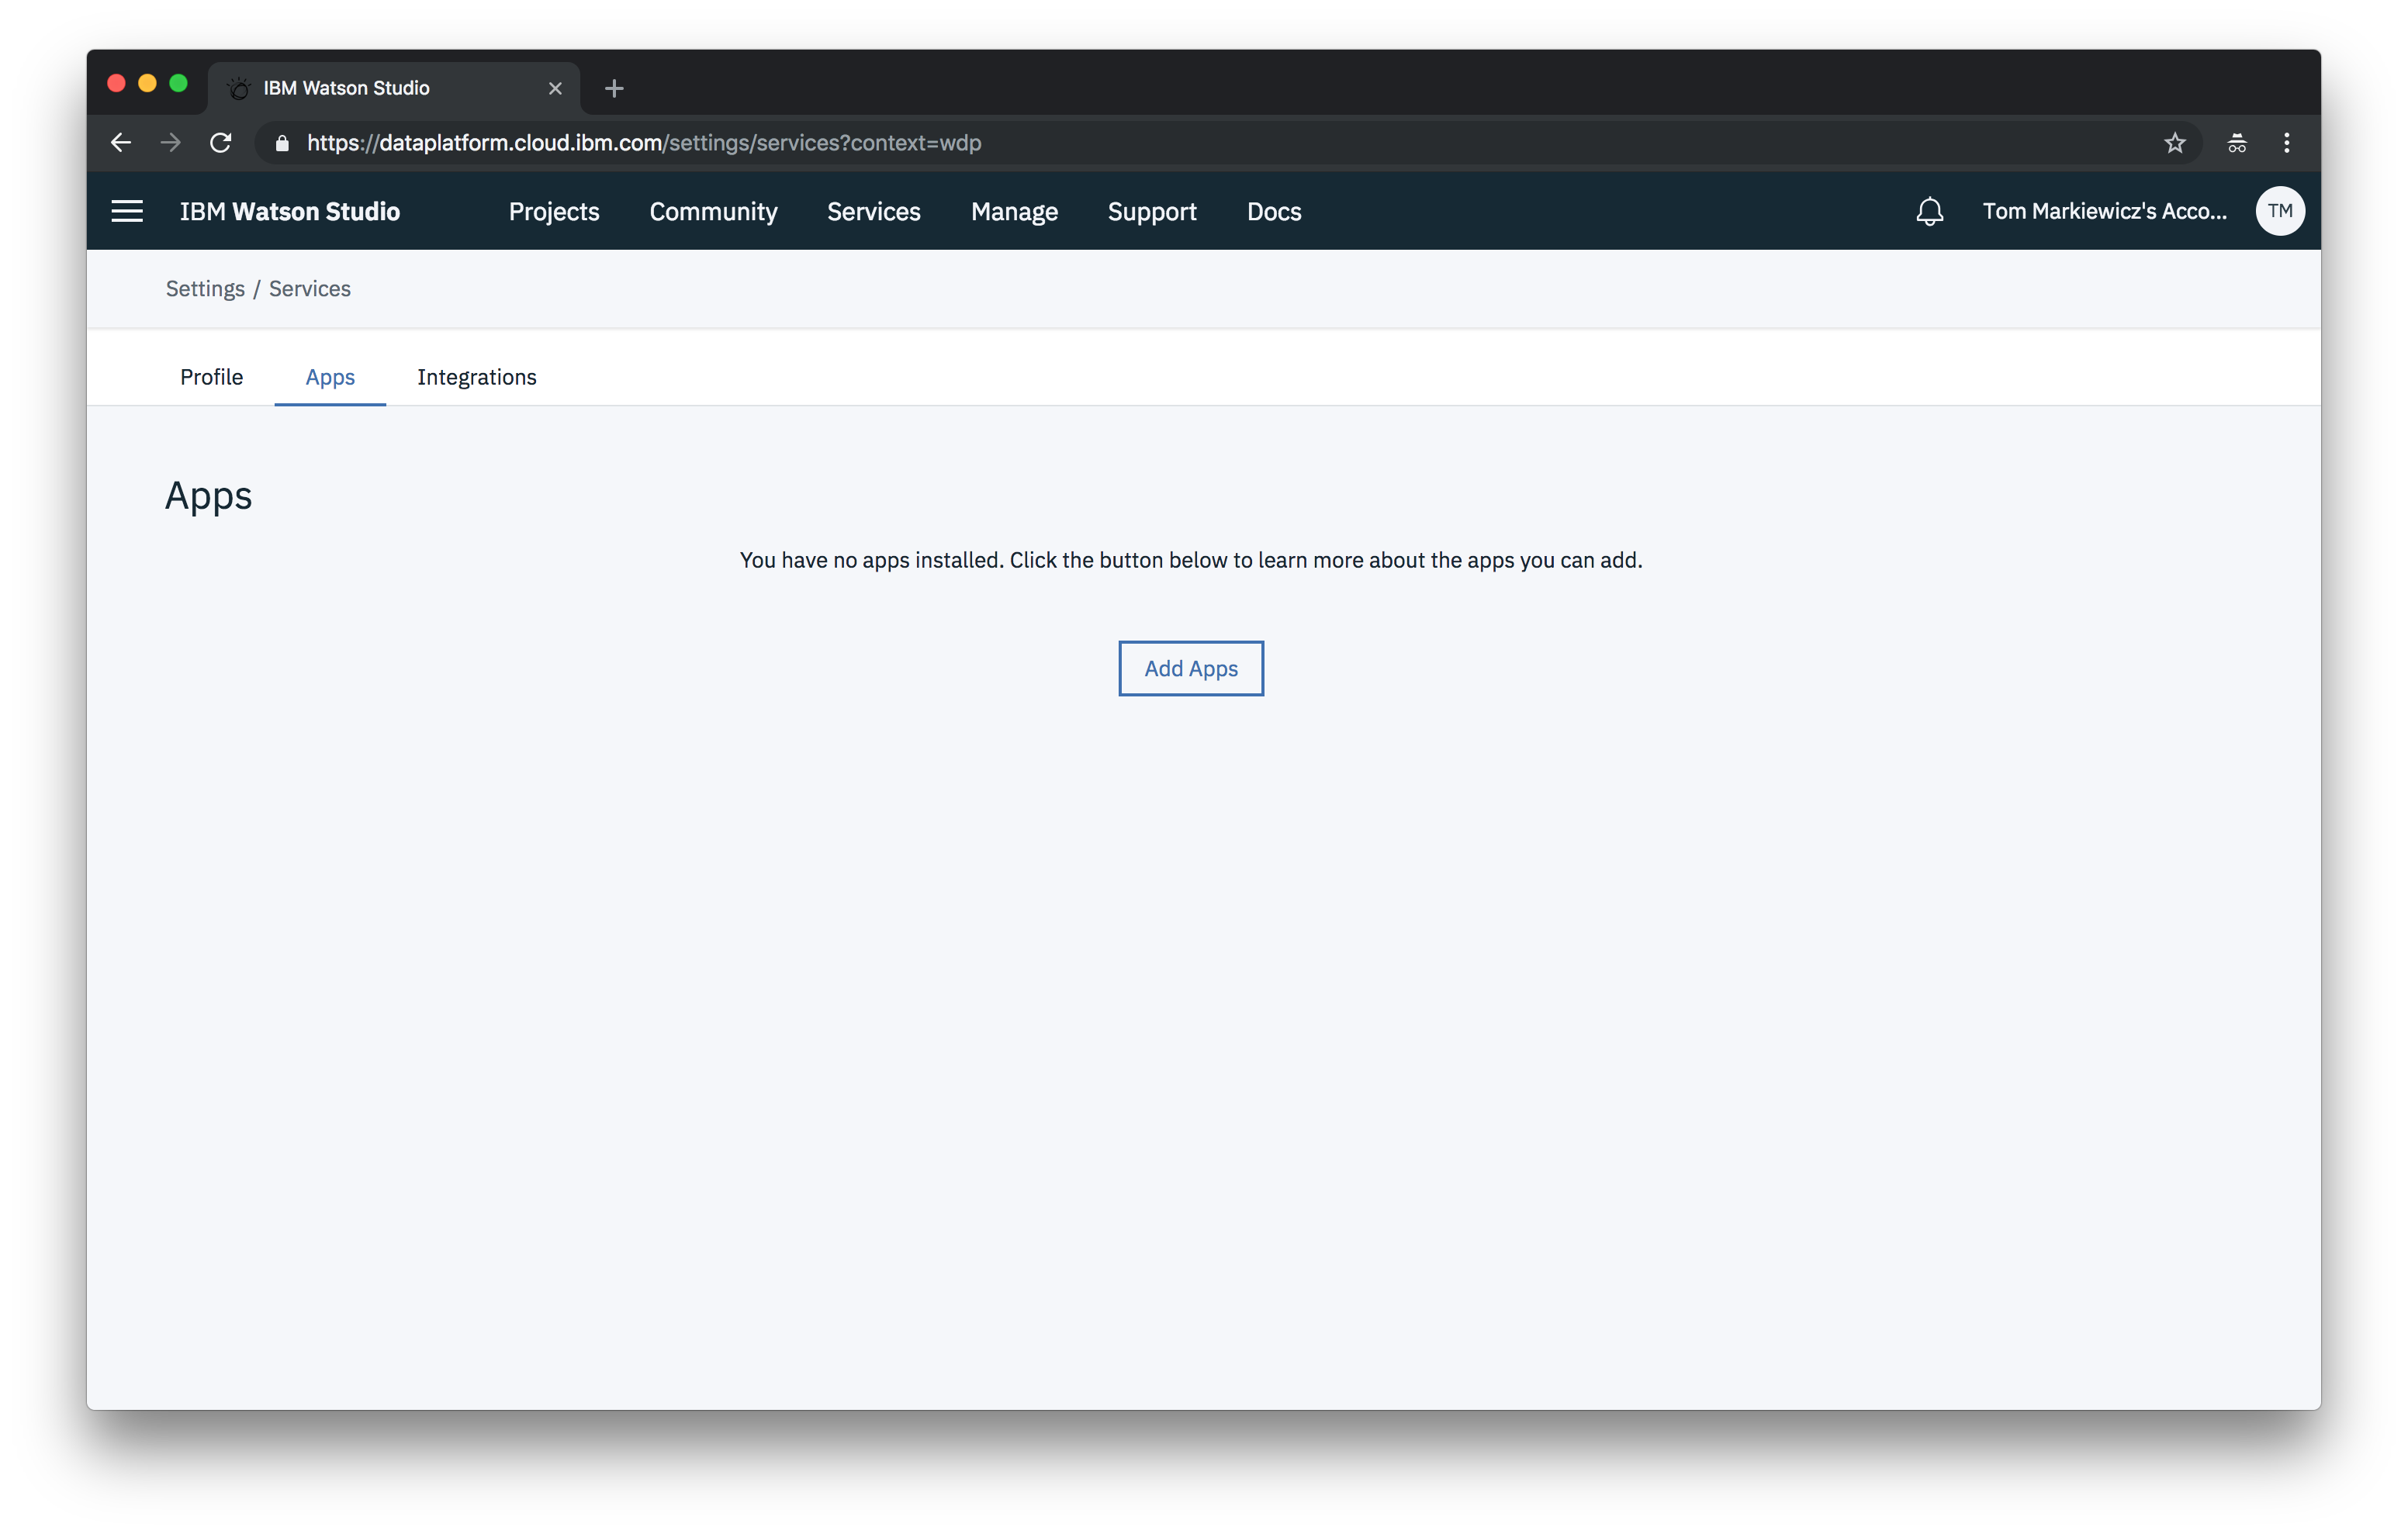 IBM Watson Studio
https://dataplatform.cloud.ibm.com/settings/services?context=wdp
IBM Watson Studio Projects Community Services Manage Support Docs Tom Markiewicz's Acco... TM
Settings / Services
Profile Apps Integrations
Apps
You have no apps installed. Click the button below to learn more about the apps you can add.
Add Apps